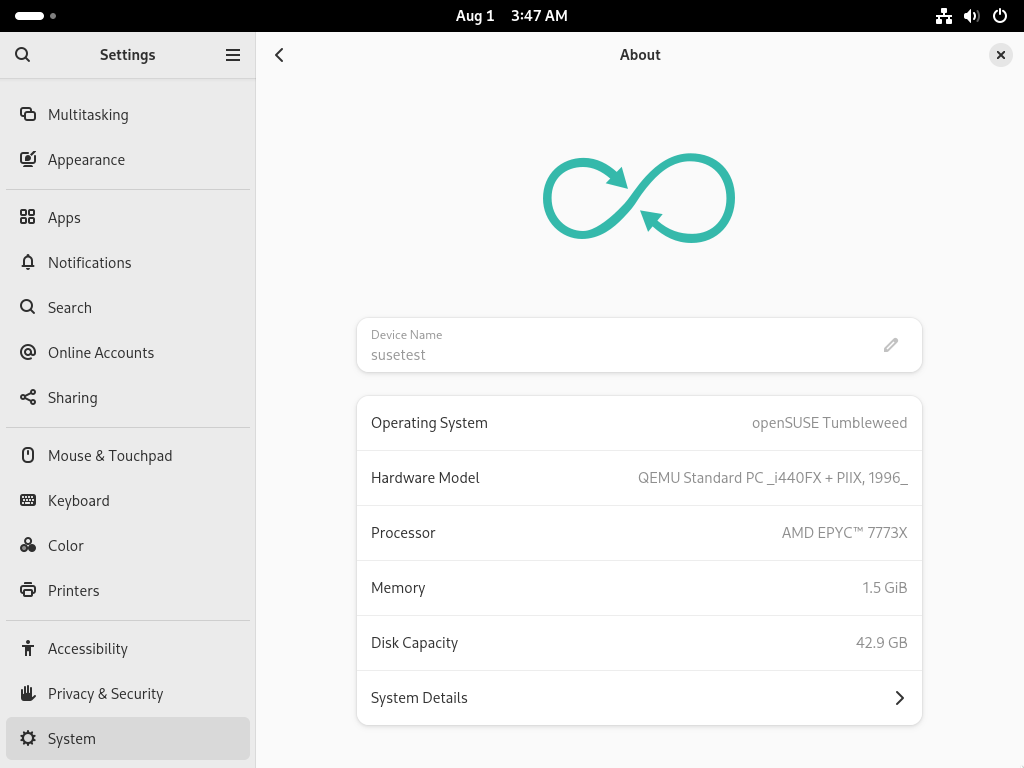 Aug 1 3:47 AM
Settings
About
Multitasking
Appearance
Apps
Notifications
Search
Online Accounts
Sharing
Mouse & Touchpad
Keyboard
Color
Printers
Accessibility
Privacy & Security
System
Device Name
susetest
Operating System openSUSE Tumbleweed
Hardware Model QEMU Standard PC _i440FX + PIIX, 1996_
Processor AMD EPYC™ 7773X
Memory 1.5 GiB
Disk Capacity 42.9 GB
System Details